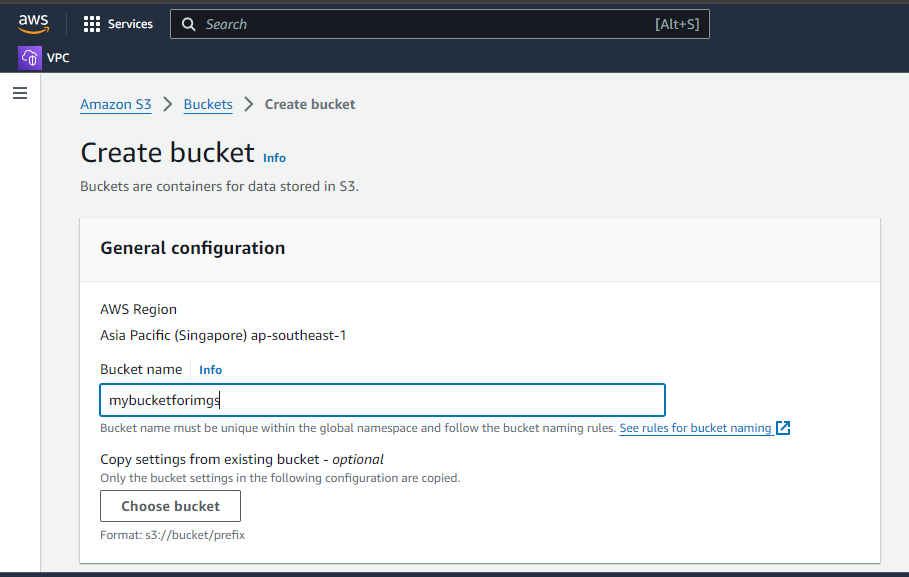 aws Services Search [Alt+S]
VPC
Amazon S3 > Buckets > Create bucket
Create bucket Info
Buckets are containers for data stored in S3.
General configuration
AWS Region
Asia Pacific (Singapore) ap-southeast-1
Bucket name Info
mybucketforimgs
Bucket name must be unique within the global namespace and follow the bucket naming rules. See rules for bucket naming
Copy settings from existing bucket - optional
Only the bucket settings in the following configuration are copied.
Choose bucket
Format: s3://bucket/prefix